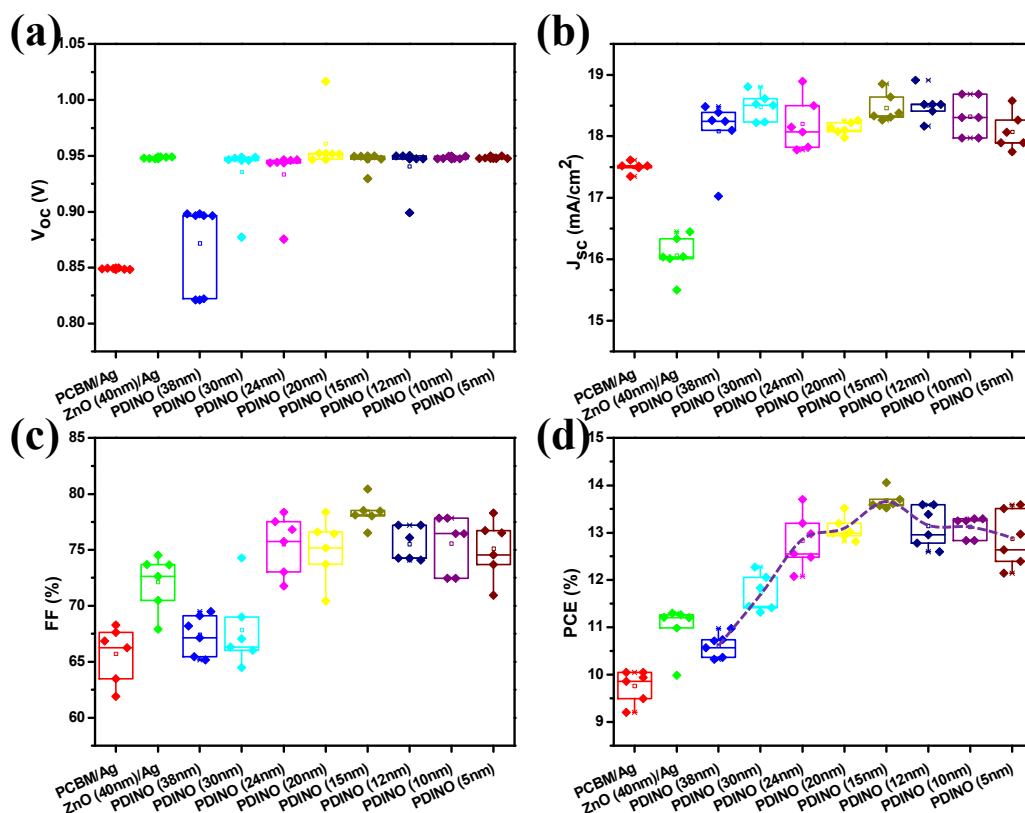 (a)
1.05
1.00
0.95
0.90
0.85
0.80
V_OC (V)
PCBM/Ag
ZnO (40nm)/Ag
PDINO (38nm)
PDINO (30nm)
PDINO (24nm)
PDINO (20nm)
PDINO (15nm)
PDINO (12nm)
PDINO (10nm)
PDINO (5nm)
(b)
19
18
17
16
15
J_SC (mA/cm²)
PCBM/Ag
ZnO (40nm)/Ag
PDINO (38nm)
PDINO (30nm)
PDINO (24nm)
PDINO (20nm)
PDINO (15nm)
PDINO (12nm)
PDINO (10nm)
PDINO (5nm)
(c)
85
80
75
70
65
60
FF (%)
PCBM/Ag
ZnO (40nm)/Ag
PDINO (38nm)
PDINO (30nm)
PDINO (24nm)
PDINO (20nm)
PDINO (15nm)
PDINO (12nm)
PDINO (10nm)
PDINO (5nm)
(d)
15
14
13
12
11
10
9
PCE (%)
PCBM/Ag
ZnO (40nm)/Ag
PDINO (38nm)
PDINO (30nm)
PDINO (24nm)
PDINO (20nm)
PDINO (15nm)
PDINO (12nm)
PDINO (10nm)
PDINO (5nm)